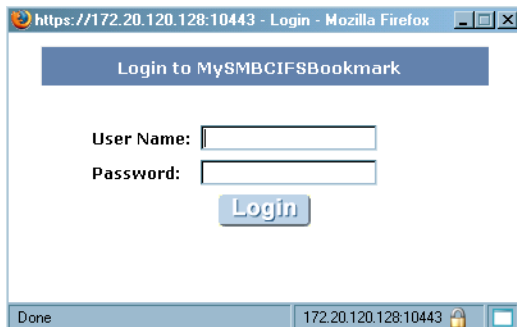 https://172.20.120.128:10443 - Login - Mozilla Firefox
Login to MySMBCIFSBookmark
User Name:
Password:
Login
Done 172.20.120.128:10443